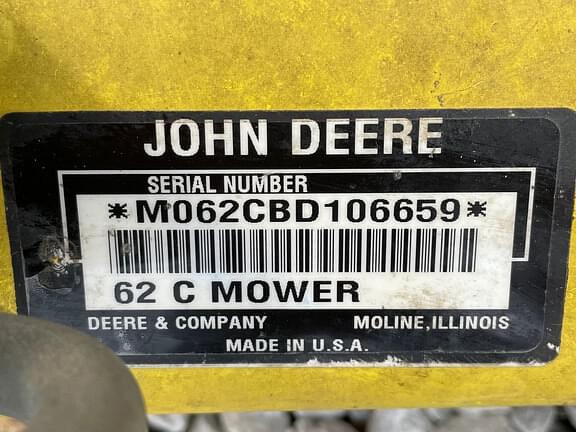 JOHN DEERE
SERIAL NUMBER
*M062CBD106659*
62 C MOWER
DEERE & COMPANY MOLINE, ILLINOIS
MADE IN U.S.A.